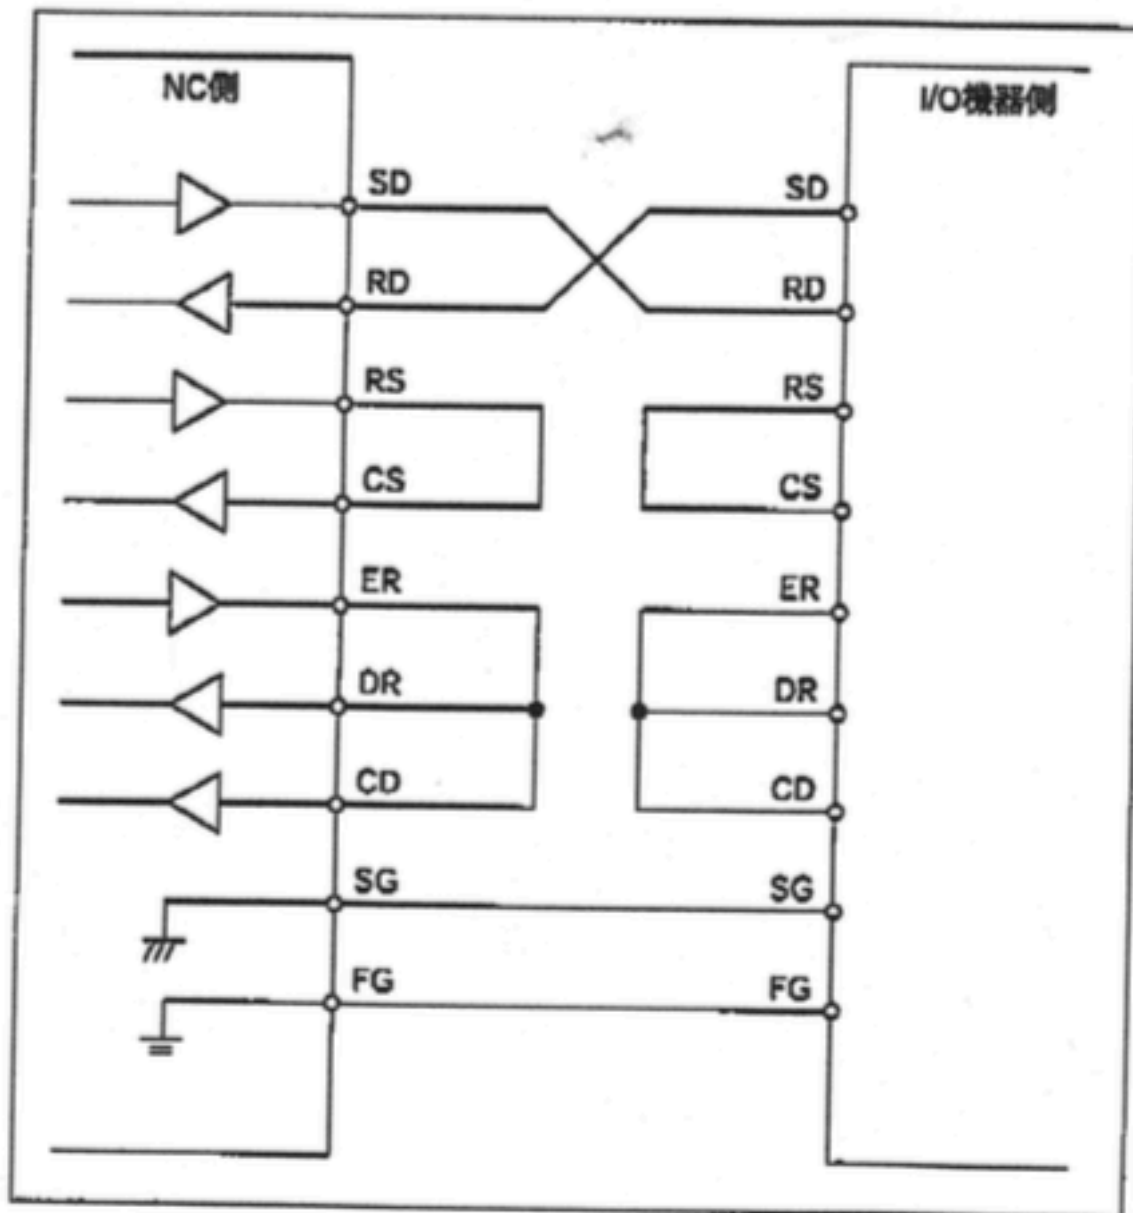 NC側 I/O機器側
SD SD
RD RD
RS RS
CS CS
ER ER
DR DR
CD CD
SG SG
FG FG